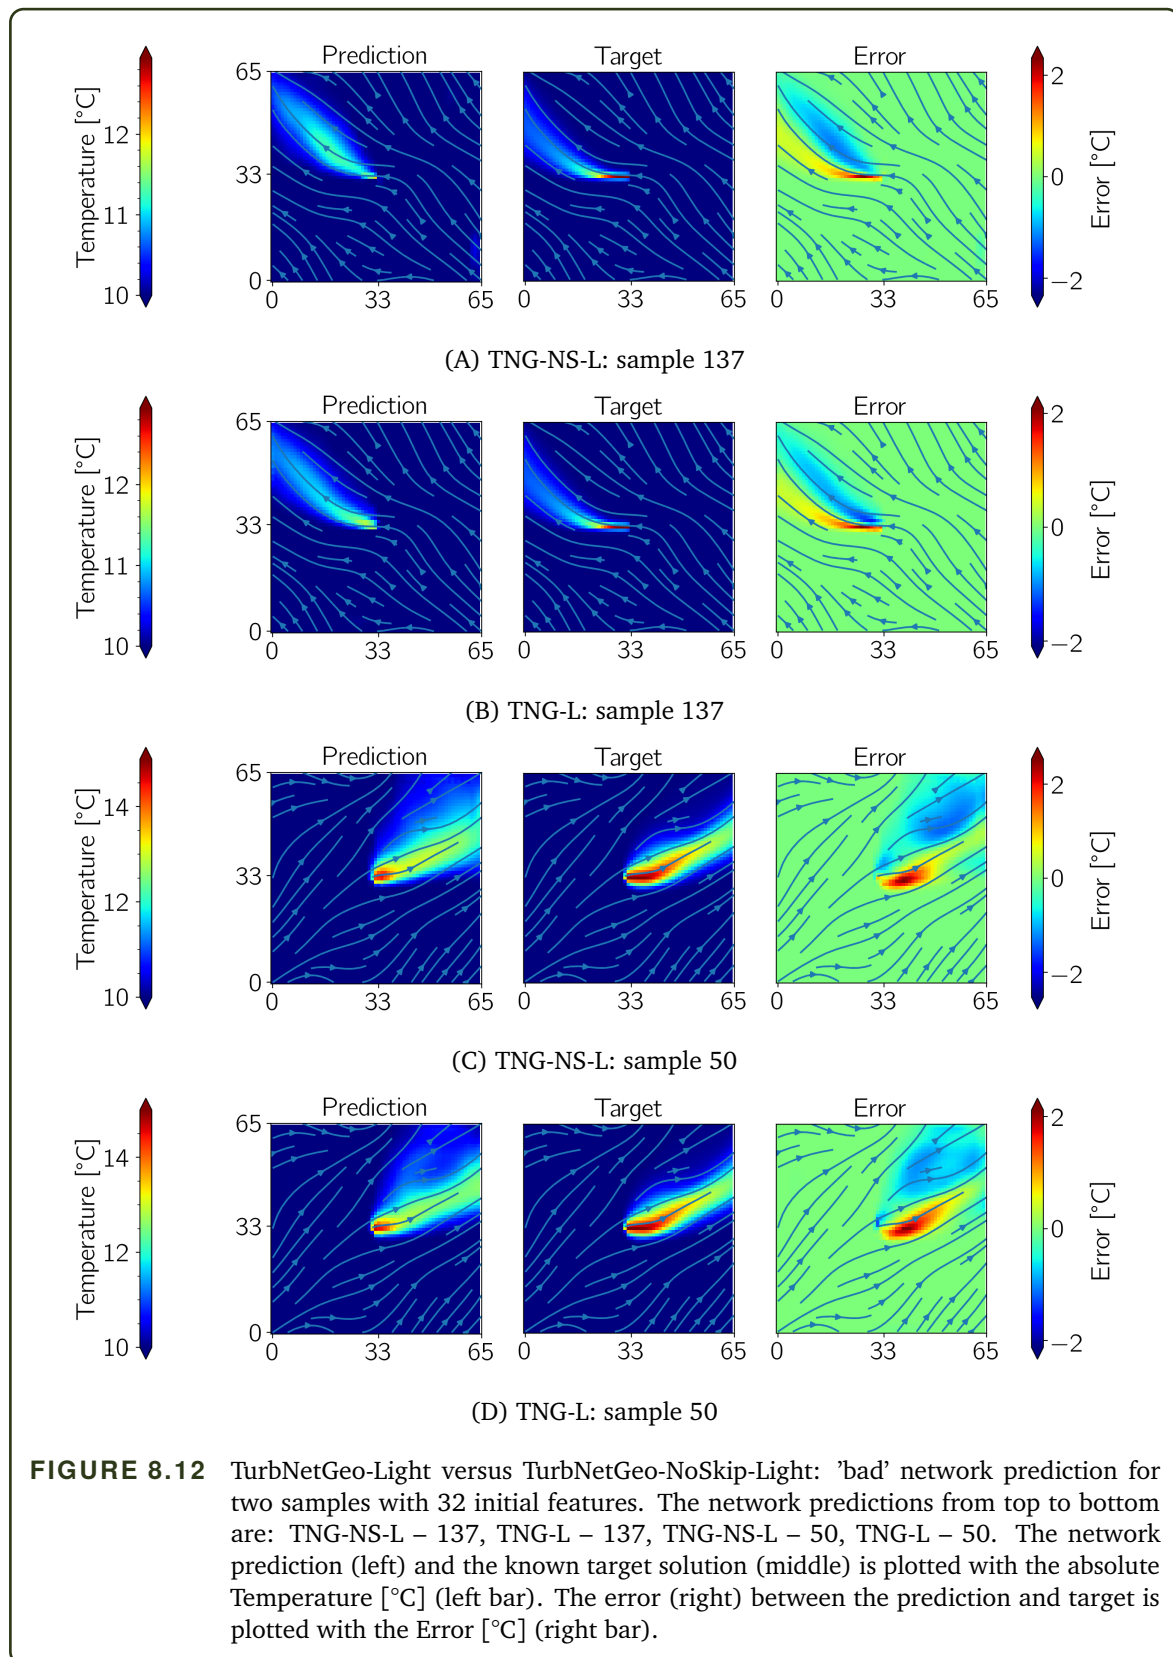 Prediction Target Error
Temperature [°C]
12
11
10
65
33
0
0 33 65
0 33 65
0 33 65
2
0
−2
Error [°C]
(A) TNG-NS-L: sample 137
Prediction Target Error
Temperature [°C]
12
11
10
65
33
0
0 33 65
0 33 65
0 33 65
2
0
−2
Error [°C]
(B) TNG-L: sample 137
Prediction Target Error
Temperature [°C]
14
12
10
65
33
0
0 33 65
0 33 65
0 33 65
2
0
−2
Error [°C]
(C) TNG-NS-L: sample 50
Prediction Target Error
Temperature [°C]
14
12
10
65
33
0
0 33 65
0 33 65
0 33 65
2
0
−2
Error [°C]
(D) TNG-L: sample 50
FIGURE 8.12 TurbNetGeo-Light versus TurbNetGeo-NoSkip-Light: ’bad’ network prediction for
two samples with 32 initial features. The network predictions from top to bottom
are: TNG-NS-L – 137, TNG-L – 137, TNG-NS-L – 50, TNG-L – 50. The network
prediction (left) and the known target solution (middle) is plotted with the absolute
Temperature [°C] (left bar). The error (right) between the prediction and target is
plotted with the Error [°C] (right bar).